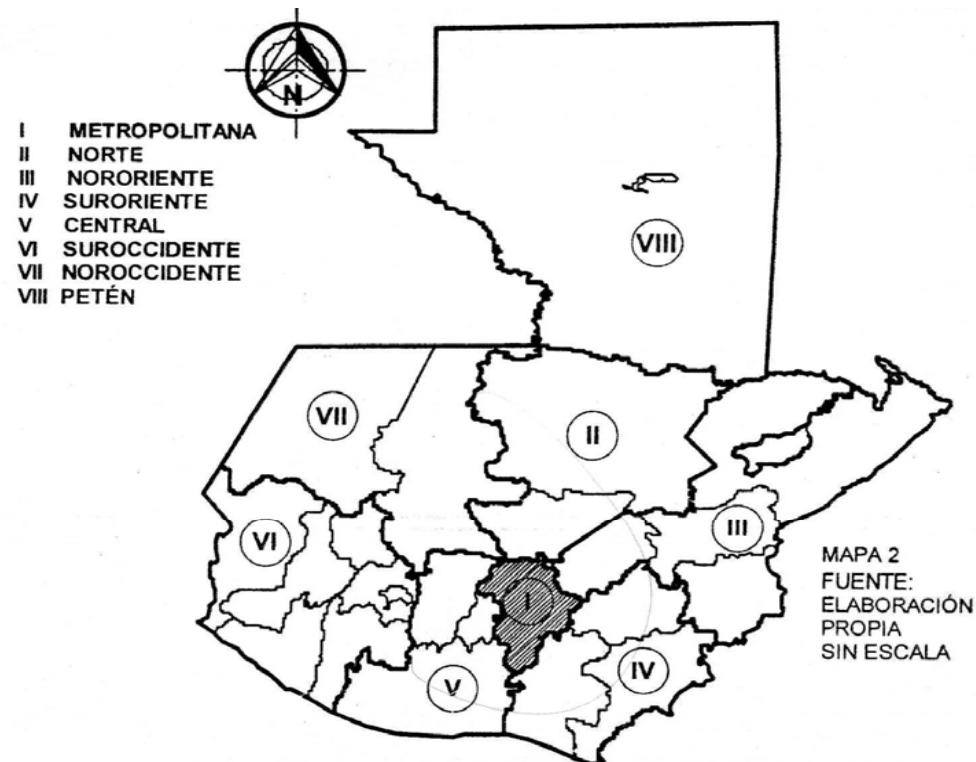 N
I METROPOLITANA
II NORTE
III NORORIENTE
IV SURORIENTE
V CENTRAL
VI SUROCCIDENTE
VII NOROCCIDENTE
VIII PETÉN
VIII
VII
II
III
VI
I
IV
V
MAPA 2
FUENTE:
ELABORACIÓN
PROPIA
SIN ESCALA